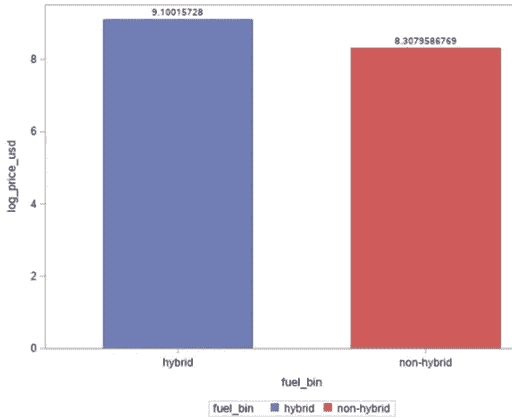 9.10015728
8.3079586769
8
6
4
2
0
log_price_usd
hybrid
non-hybrid
fuel_bin
fuel_bin hybrid non-hybrid